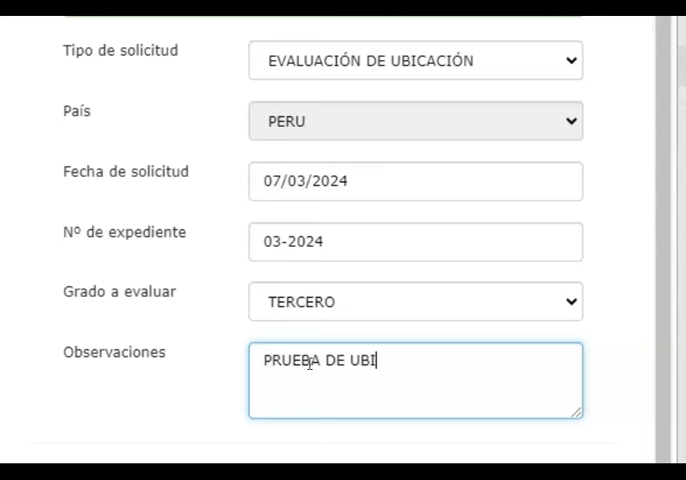 Tipo de solicitud
EVALUACIÓN DE UBICACIÓN
País
PERU
Fecha de solicitud
07/03/2024
Nº de expediente
03-2024
Grado a evaluar
TERCERO
Observaciones
PRUEBA DE UBI